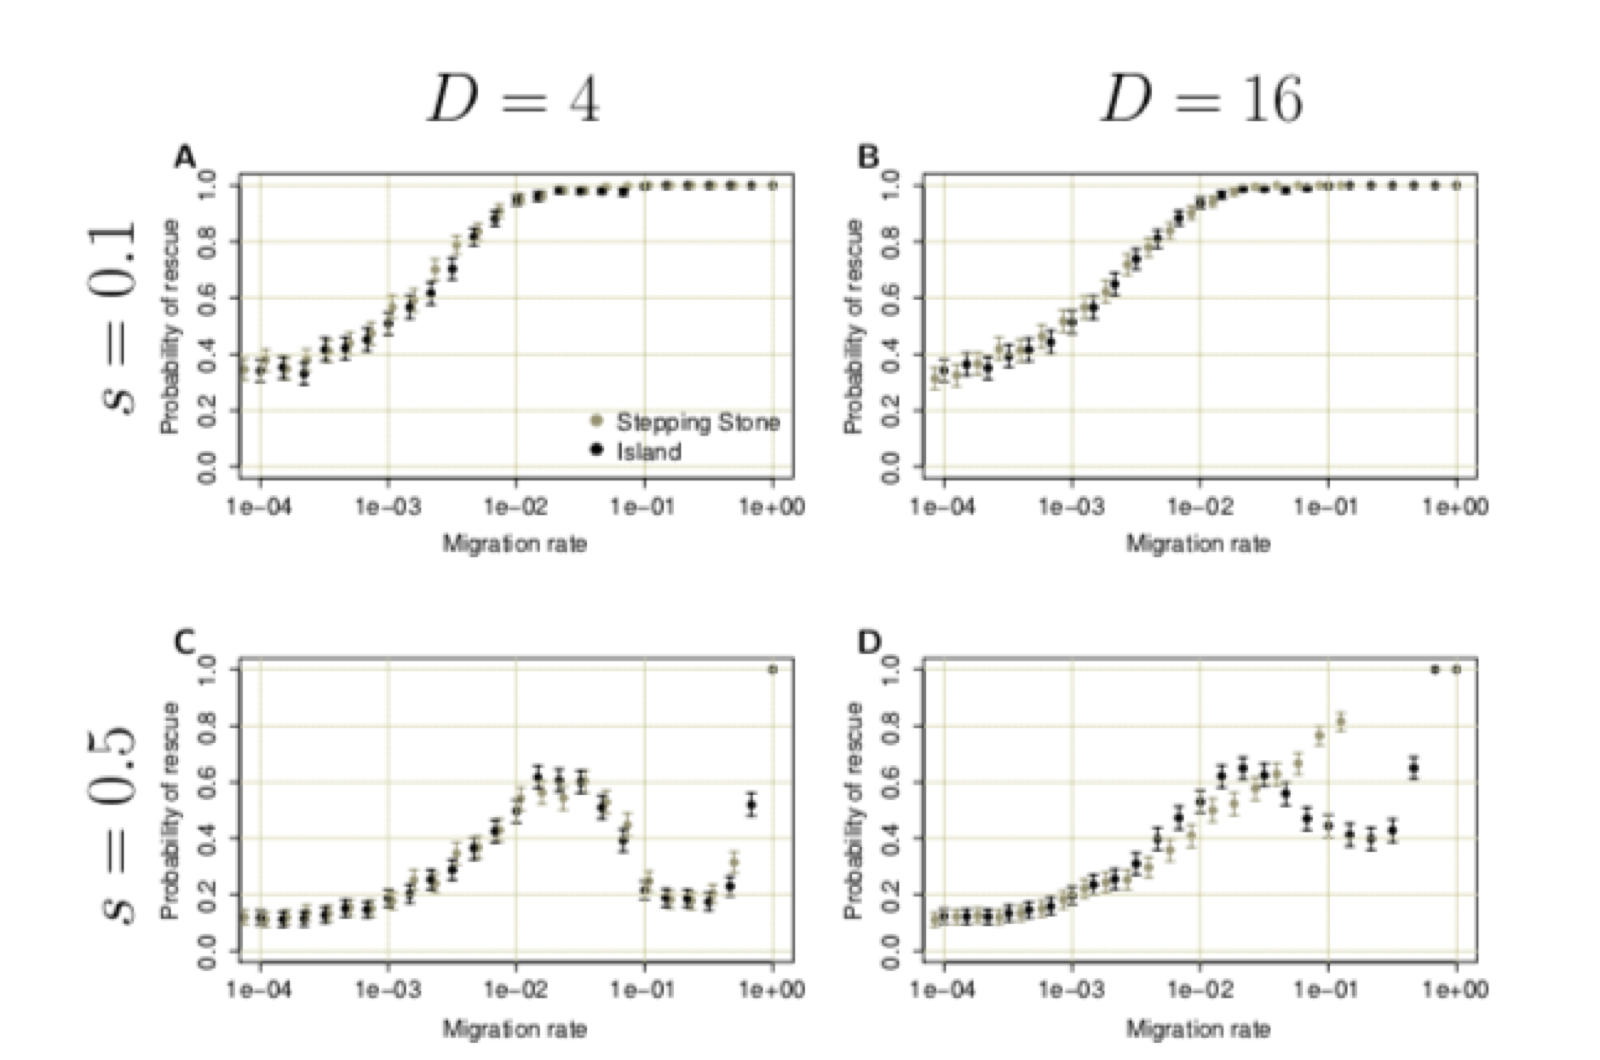 D = 4
D = 16
s = 0.1
A
Probability of rescue
0.0 0.2 0.4 0.6 0.8 1.0
Stepping Stone
Island
1e−04 1e−03 1e−02 1e−01 1e+00
Migration rate
B
Probability of rescue
0.0 0.2 0.4 0.6 0.8 1.0
1e−04 1e−03 1e−02 1e−01 1e+00
Migration rate
s = 0.5
C
Probability of rescue
0.0 0.2 0.4 0.6 0.8 1.0
1e−04 1e−03 1e−02 1e−01 1e+00
Migration rate
D
Probability of rescue
0.0 0.2 0.4 0.6 0.8 1.0
1e−04 1e−03 1e−02 1e−01 1e+00
Migration rate